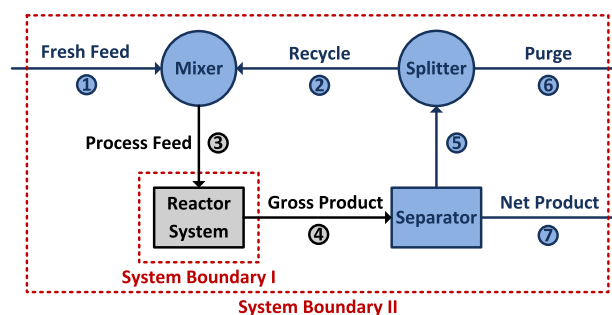 Fresh Feed
Mixer
Recycle
Splitter
Purge
1
2
6
Process Feed
3
5
Reactor
System
Gross Product
4
Separator
Net Product
7
System Boundary I
System Boundary II